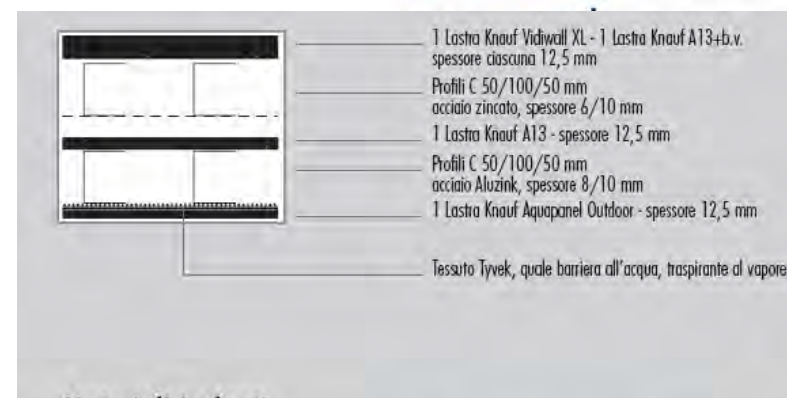 1 Lastra Knauf Vidiwall XL - 1 Lastra Knauf A13+b.v.
spessore ciascuna 12,5 mm
Profili C 50/100/50 mm
acciaio zincato, spessore 6/10 mm
1 Lastra Knauf A13 - spessore 12,5 mm
Profili C 50/100/50 mm
acciaio Aluzink, spessore 8/10 mm
1 Lastra Knauf Aquapanel Outdoor - spessore 12,5 mm
Tessuto Tyvek, quale barriera all'acqua, traspirante al vapore